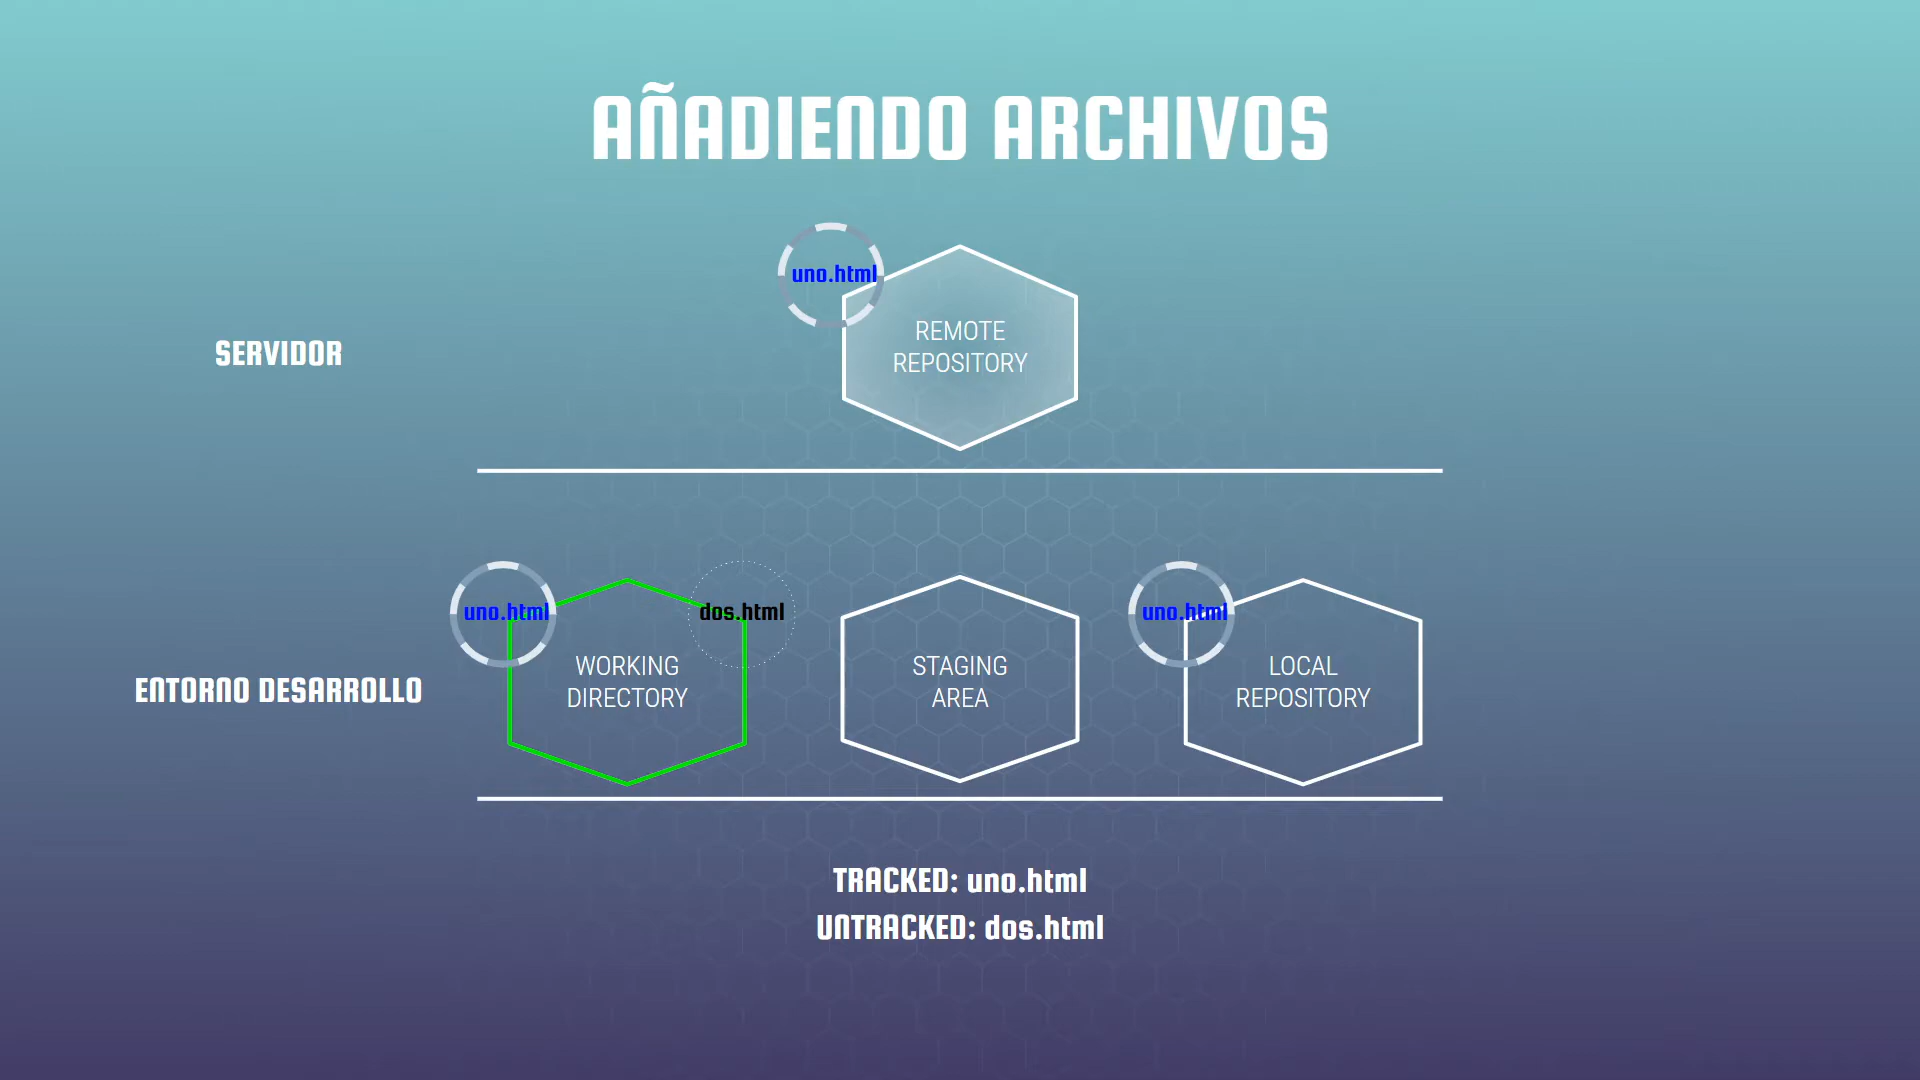 AÑADIENDO ARCHIVOS
uno.html
REMOTE
REPOSITORY
SERVIDOR
uno.html
dos.html
uno.html
WORKING
DIRECTORY
STAGING
AREA
LOCAL
REPOSITORY
ENTORNO DESARROLLO
TRACKED: uno.html
UNTRACKED: dos.html